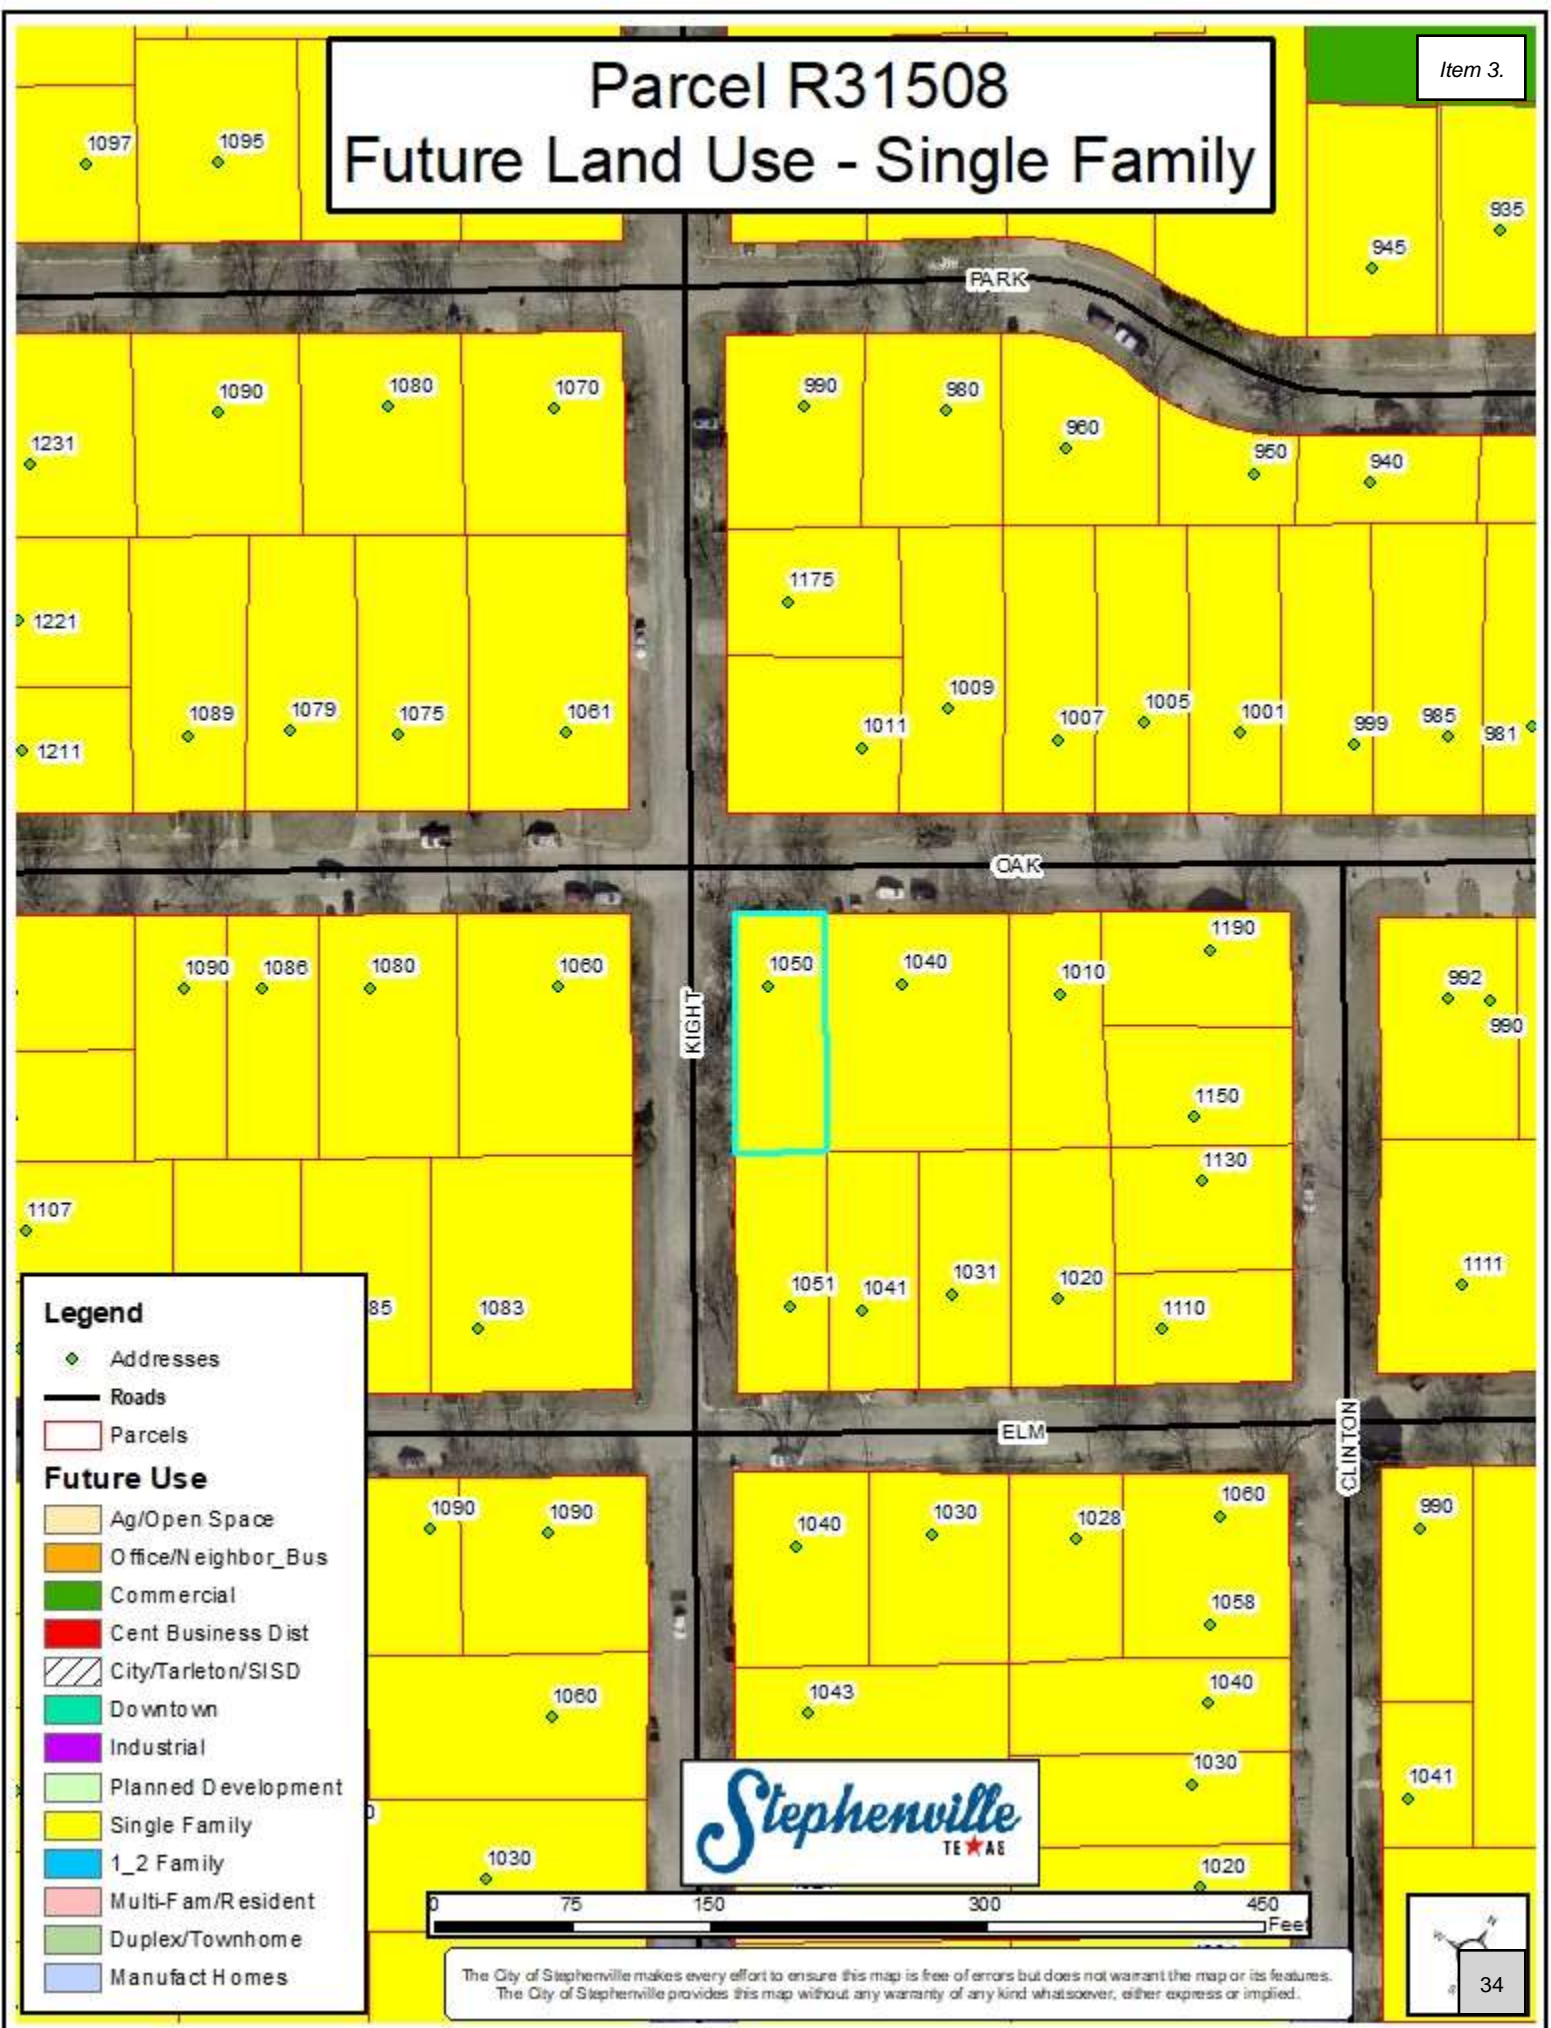 Parcel R31508
Future Land Use - Single Family
Item 3.
1097
1095
935
945
PARK
1090
1080
1070
990
980
960
950
940
1231
1175
1221
1089
1079
1075
1061
1009
1011
1007
1005
1001
999
985
981
1211
OAK
1090
1086
1080
1060
KIGHT
1050
1040
1010
1190
992
990
1150
1130
1107
1051
1041
1031
1020
1110
1111
85
1083
ELM
CLINTON
1090
1090
1040
1030
1028
1060
990
1058
1060
1043
1040
1030
1041
1030
1020
Legend
Addresses
Roads
Parcels
Future Use
Ag/Open Space
Office/Neighbor_Bus
Commercial
Cent Business Dist
City/Tarleton/SISD
Downtown
Industrial
Planned Development
Single Family
1_2 Family
Multi-Fam/Resident
Duplex/Townhome
Manufact Homes
Stephenville
TEXAS
0 75 150 300 450
Feet
The City of Stephenville makes every effort to ensure this map is free of errors but does not warrant the map or its features.
The City of Stephenville provides this map without any warranty of any kind whatsoever, either express or implied.
N
34